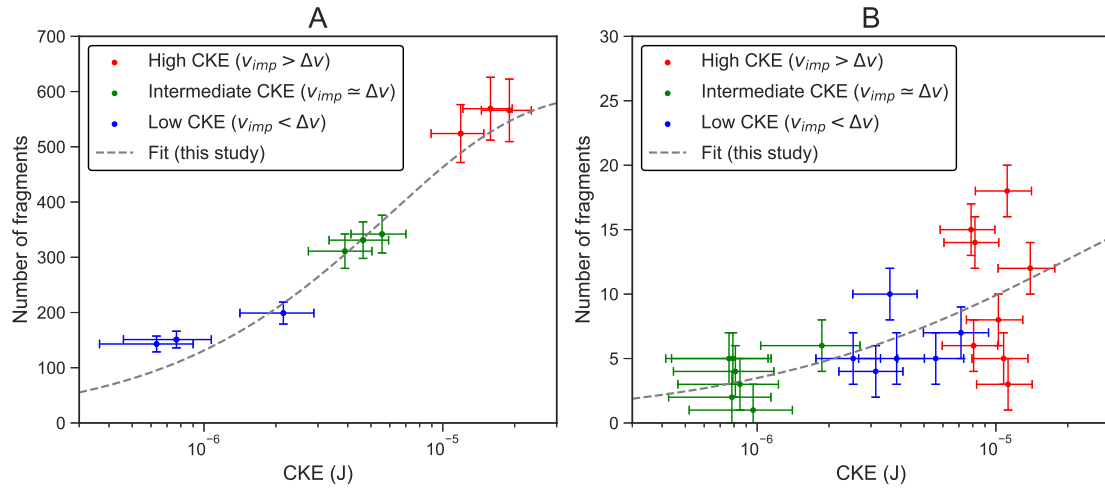 A
Number of fragments
700
600
500
400
300
200
100
0
High CKE (v_imp > Δv)
Intermediate CKE (v_imp ≃ Δv)
Low CKE (v_imp < Δv)
Fit (this study)
10⁻⁶
10⁻⁵
CKE (J)
B
Number of fragments
30
25
20
15
10
5
0
High CKE (v_imp > Δv)
Intermediate CKE (v_imp ≃ Δv)
Low CKE (v_imp < Δv)
Fit (this study)
10⁻⁶
10⁻⁵
CKE (J)